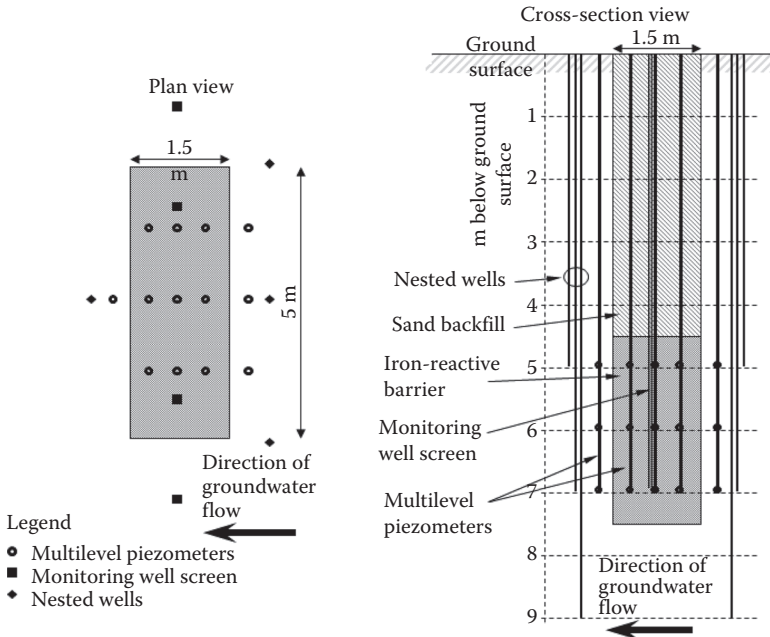 Plan view
1.5
m
5 m
Direction of
groundwater
flow
Legend
Multilevel piezometers
Monitoring well screen
Nested wells
Cross-section view
Ground
surface
1.5 m
m below ground
surface
1
2
3
4
5
6
7
8
9
Nested wells
Sand backfill
Iron-reactive
barrier
Monitoring
well screen
Multilevel
piezometers
Direction of
groundwater
flow